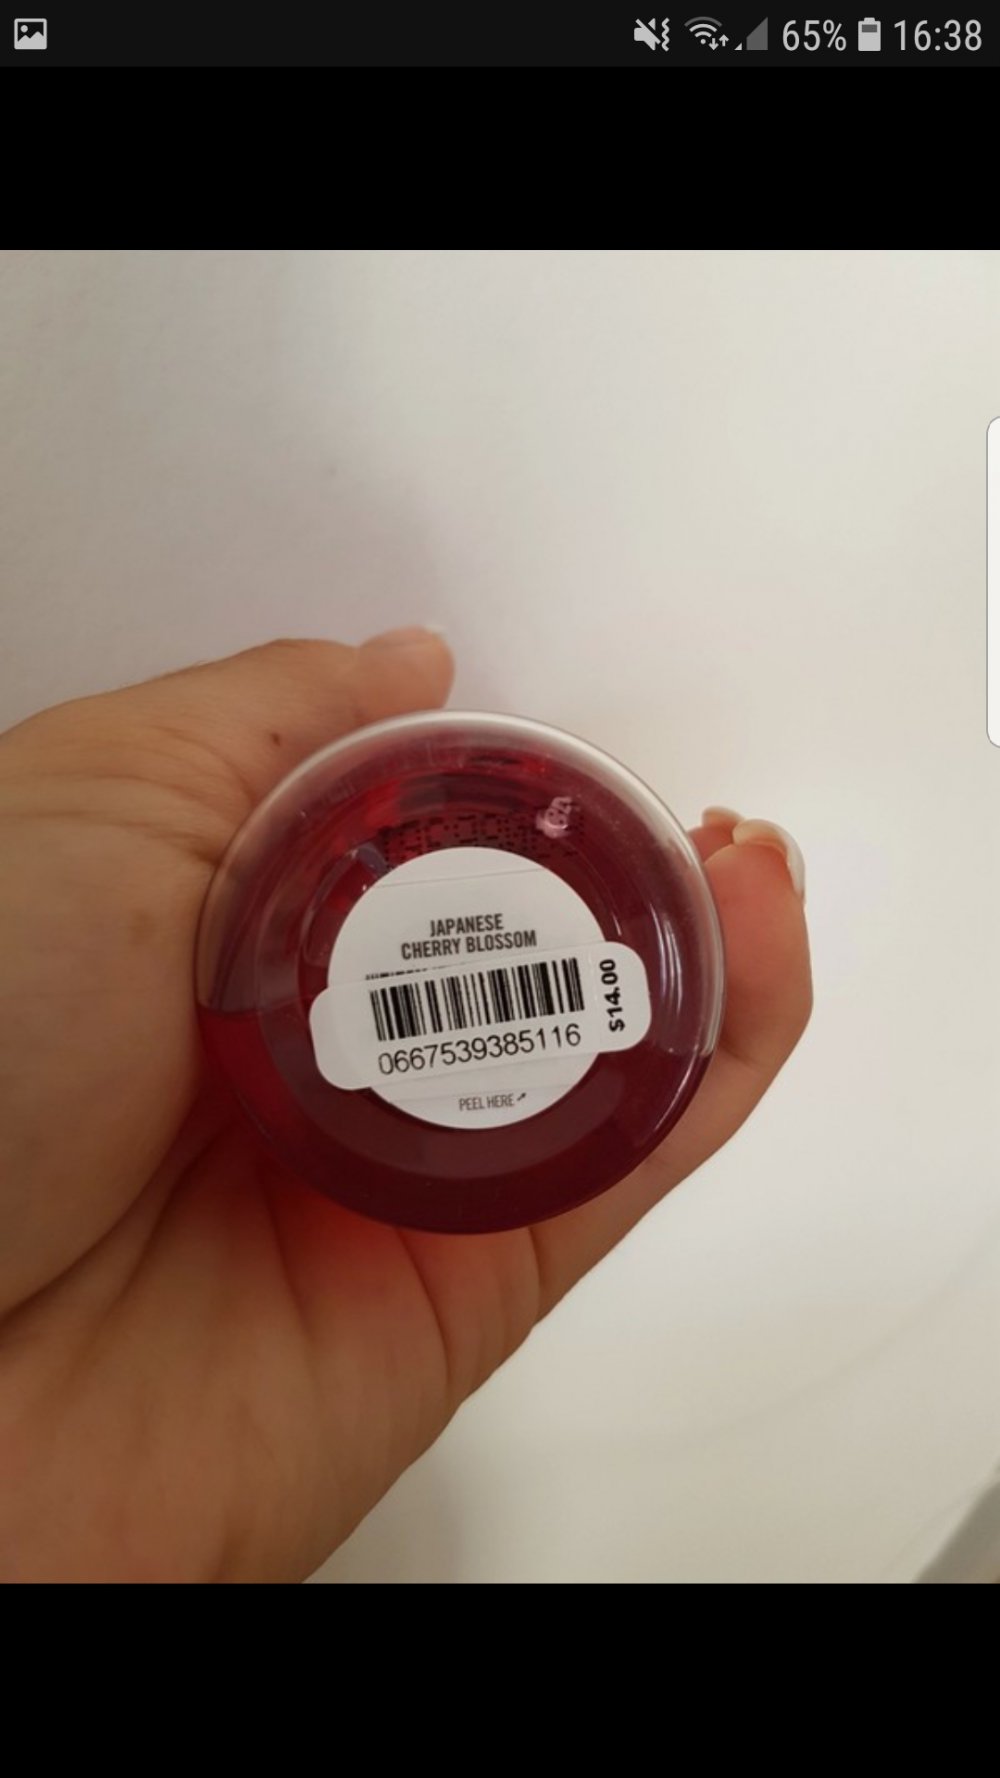 65% 16:38
JAPANESE
CHERRY BLOSSOM
$14.00
0667539385116
PEEL HERE